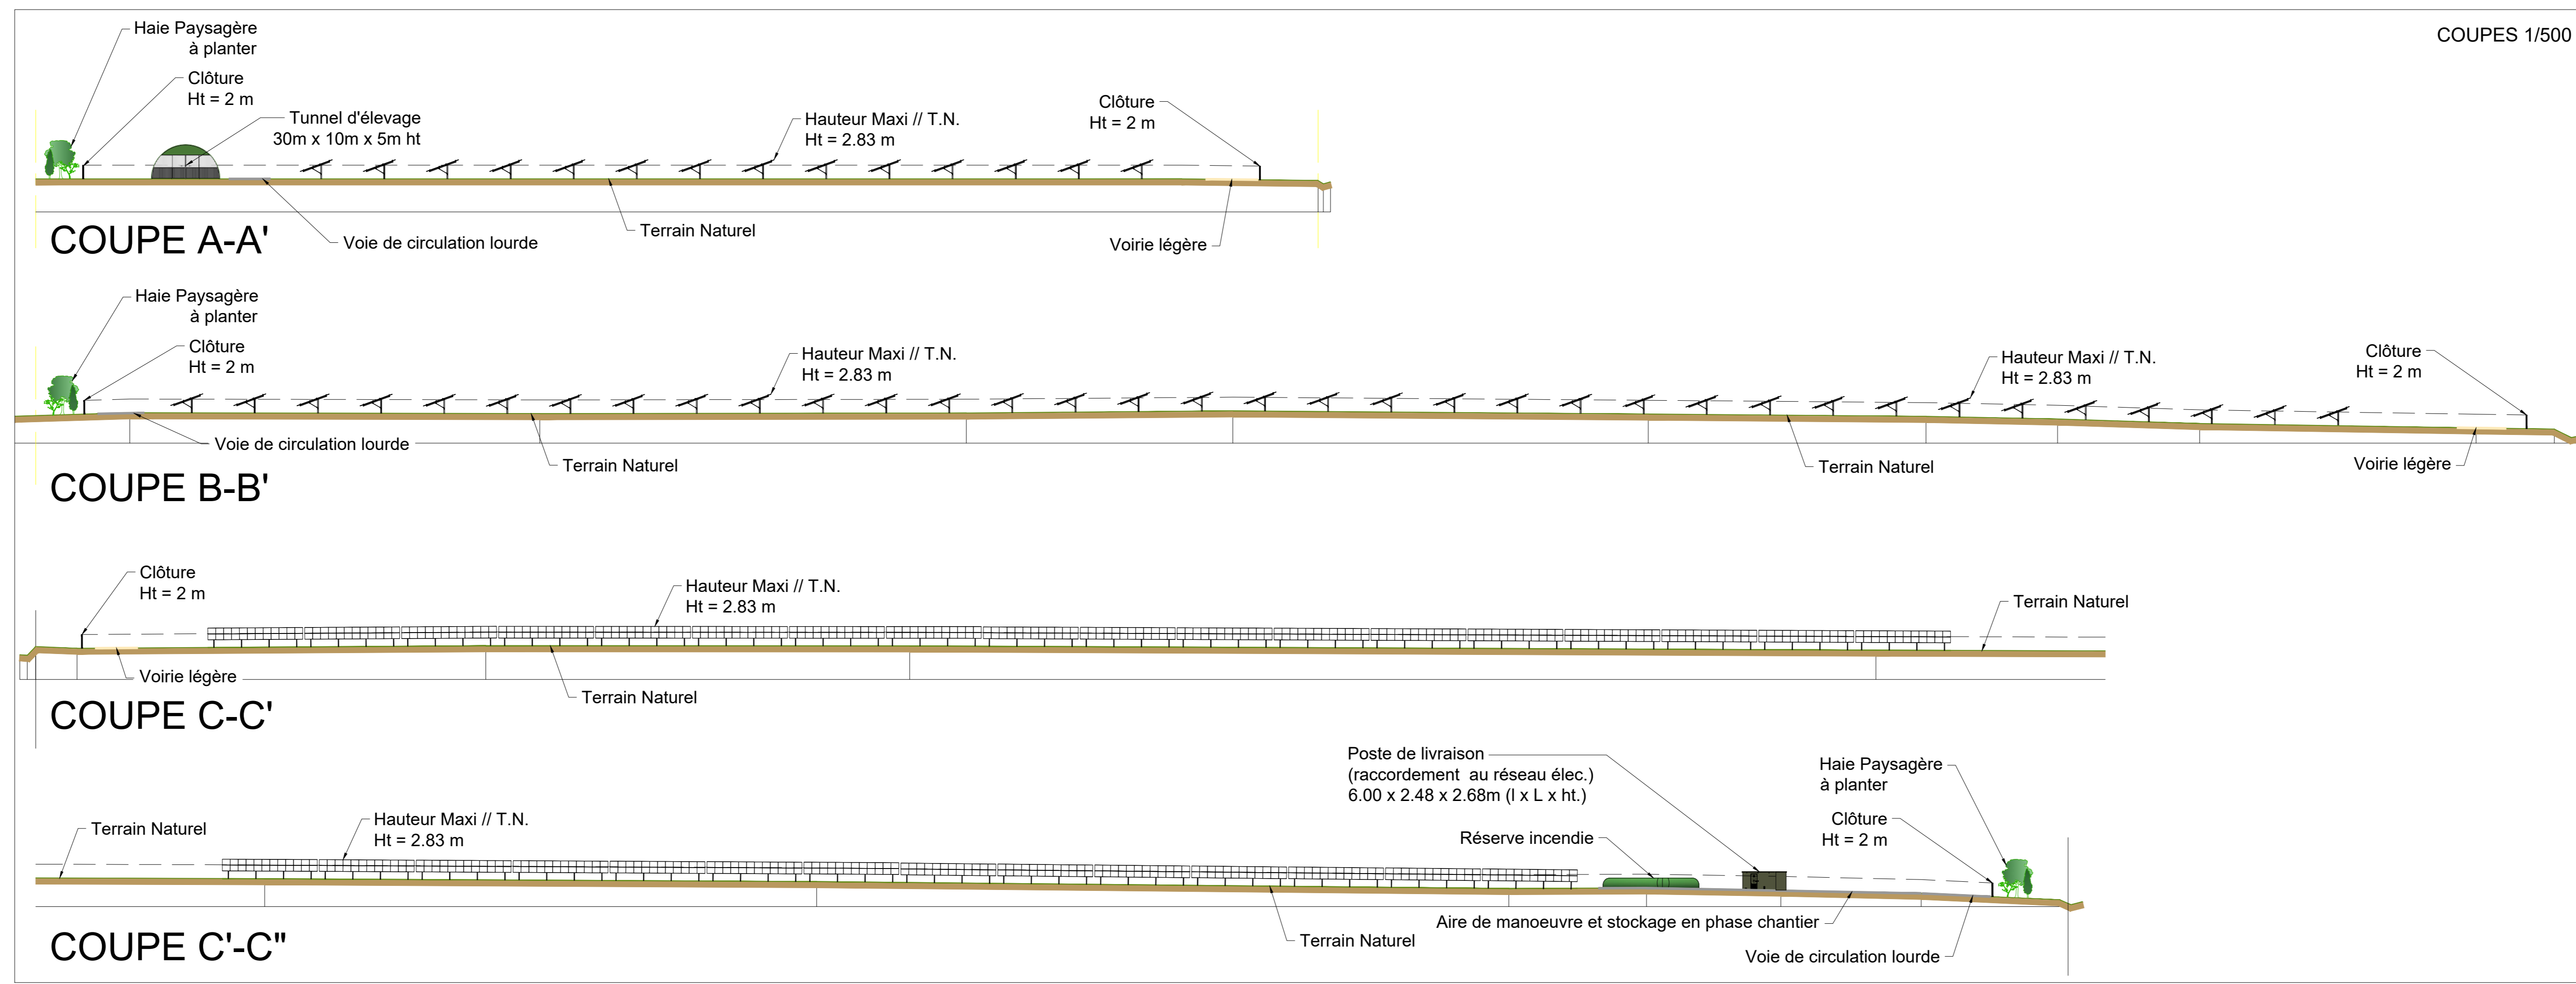 COUPES 1/500
Haie Paysagère
à planter
Clôture
Ht = 2 m
Tunnel d'élevage
30m x 10m x 5m ht
Hauteur Maxi // T.N.
Ht = 2.83 m
Clôture
Ht = 2 m
Voie de circulation lourde
Terrain Naturel
Voirie légère
COUPE A-A'
Haie Paysagère
à planter
Clôture
Ht = 2 m
Hauteur Maxi // T.N.
Ht = 2.83 m
Hauteur Maxi // T.N.
Ht = 2.83 m
Clôture
Ht = 2 m
Voie de circulation lourde
Terrain Naturel
Terrain Naturel
Voirie légère
COUPE B-B'
Clôture
Ht = 2 m
Hauteur Maxi // T.N.
Ht = 2.83 m
Terrain Naturel
Voirie légère
Terrain Naturel
COUPE C-C'
Terrain Naturel
Hauteur Maxi // T.N.
Ht = 2.83 m
Poste de livraison
(raccordement au réseau élec.)
6.00 x 2.48 x 2.68m (l x L x ht.)
Réserve incendie
Haie Paysagère
à planter
Clôture
Ht = 2 m
Aire de manoeuvre et stockage en phase chantier
Terrain Naturel
Voie de circulation lourde
COUPE C'-C"